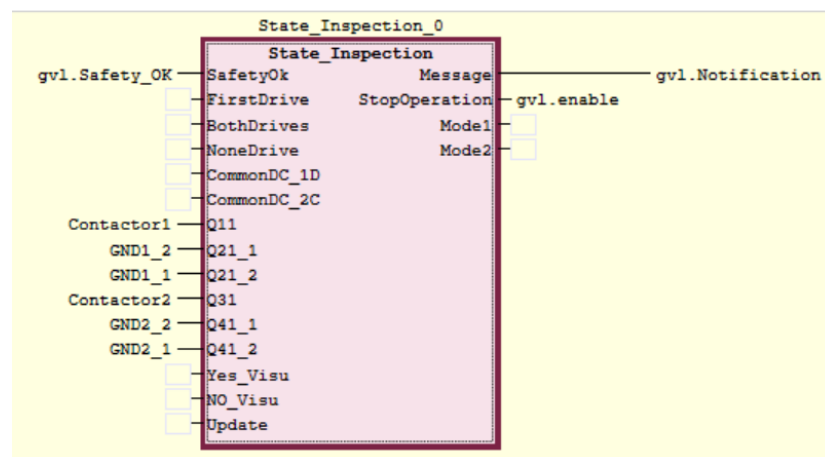 State_Inspection_0
State_Inspection
gvl.Safety_OK SafetyOk Message gvl.Notification
FirstDrive StopOperation gvl.enable
BothDrives Mode1
NoneDrive Mode2
CommonDC_1D
CommonDC_2C
Contactor1 Q11
GND1_2 Q21_1
GND1_1 Q21_2
Contactor2 Q31
GND2_2 Q41_1
GND2_1 Q41_2
Yes_Visu
NO_Visu
Update